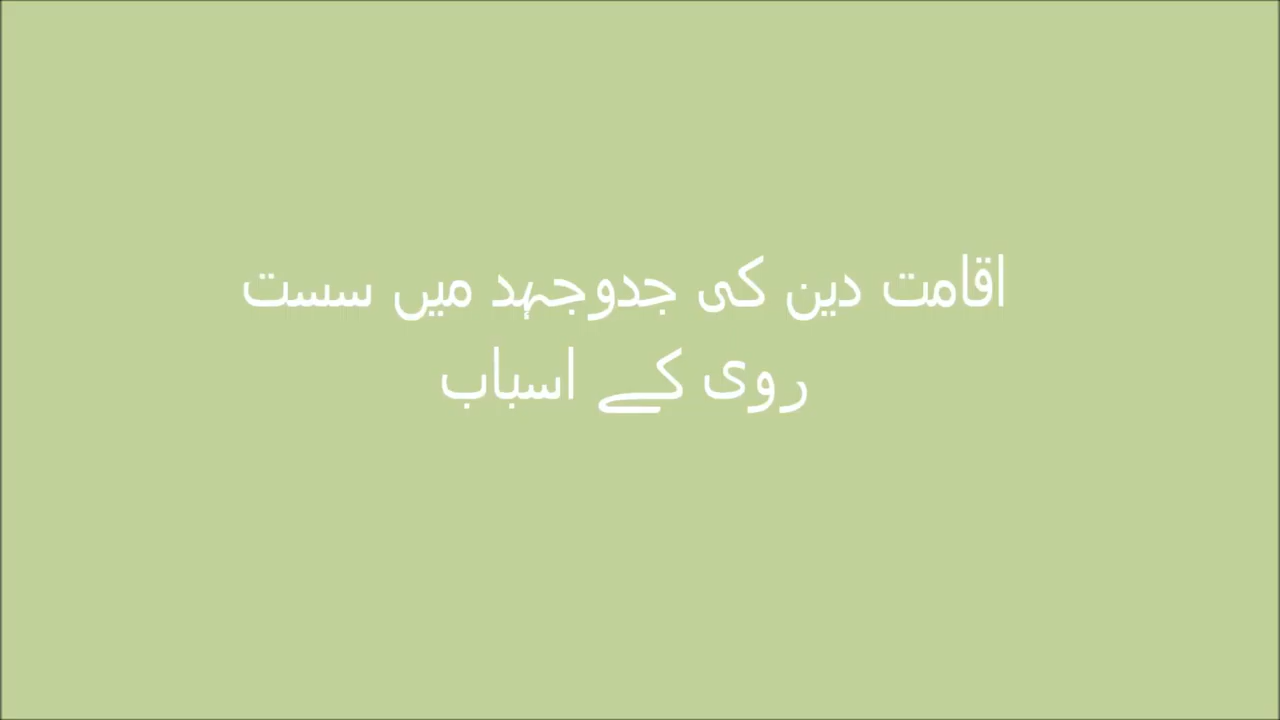 اقامت دین کی جدوجہد میں سست
روی کے اسباب